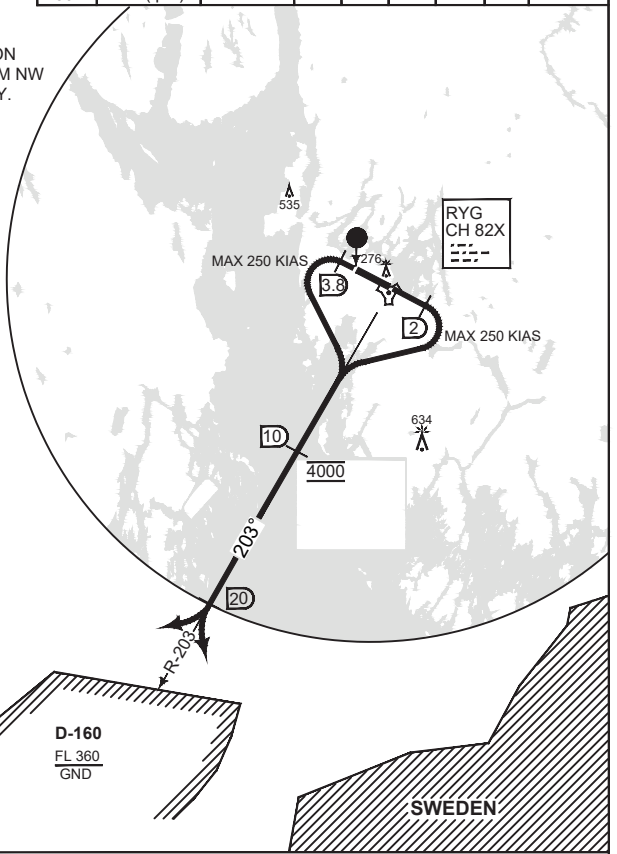 ON
M NW
Y.
535
RYG
CH 82X
MAX 250 KIAS
276
3.8
2
MAX 250 KIAS
634
10
4000
203°
20
R-203
D-160
FL 360
GND
SWEDEN